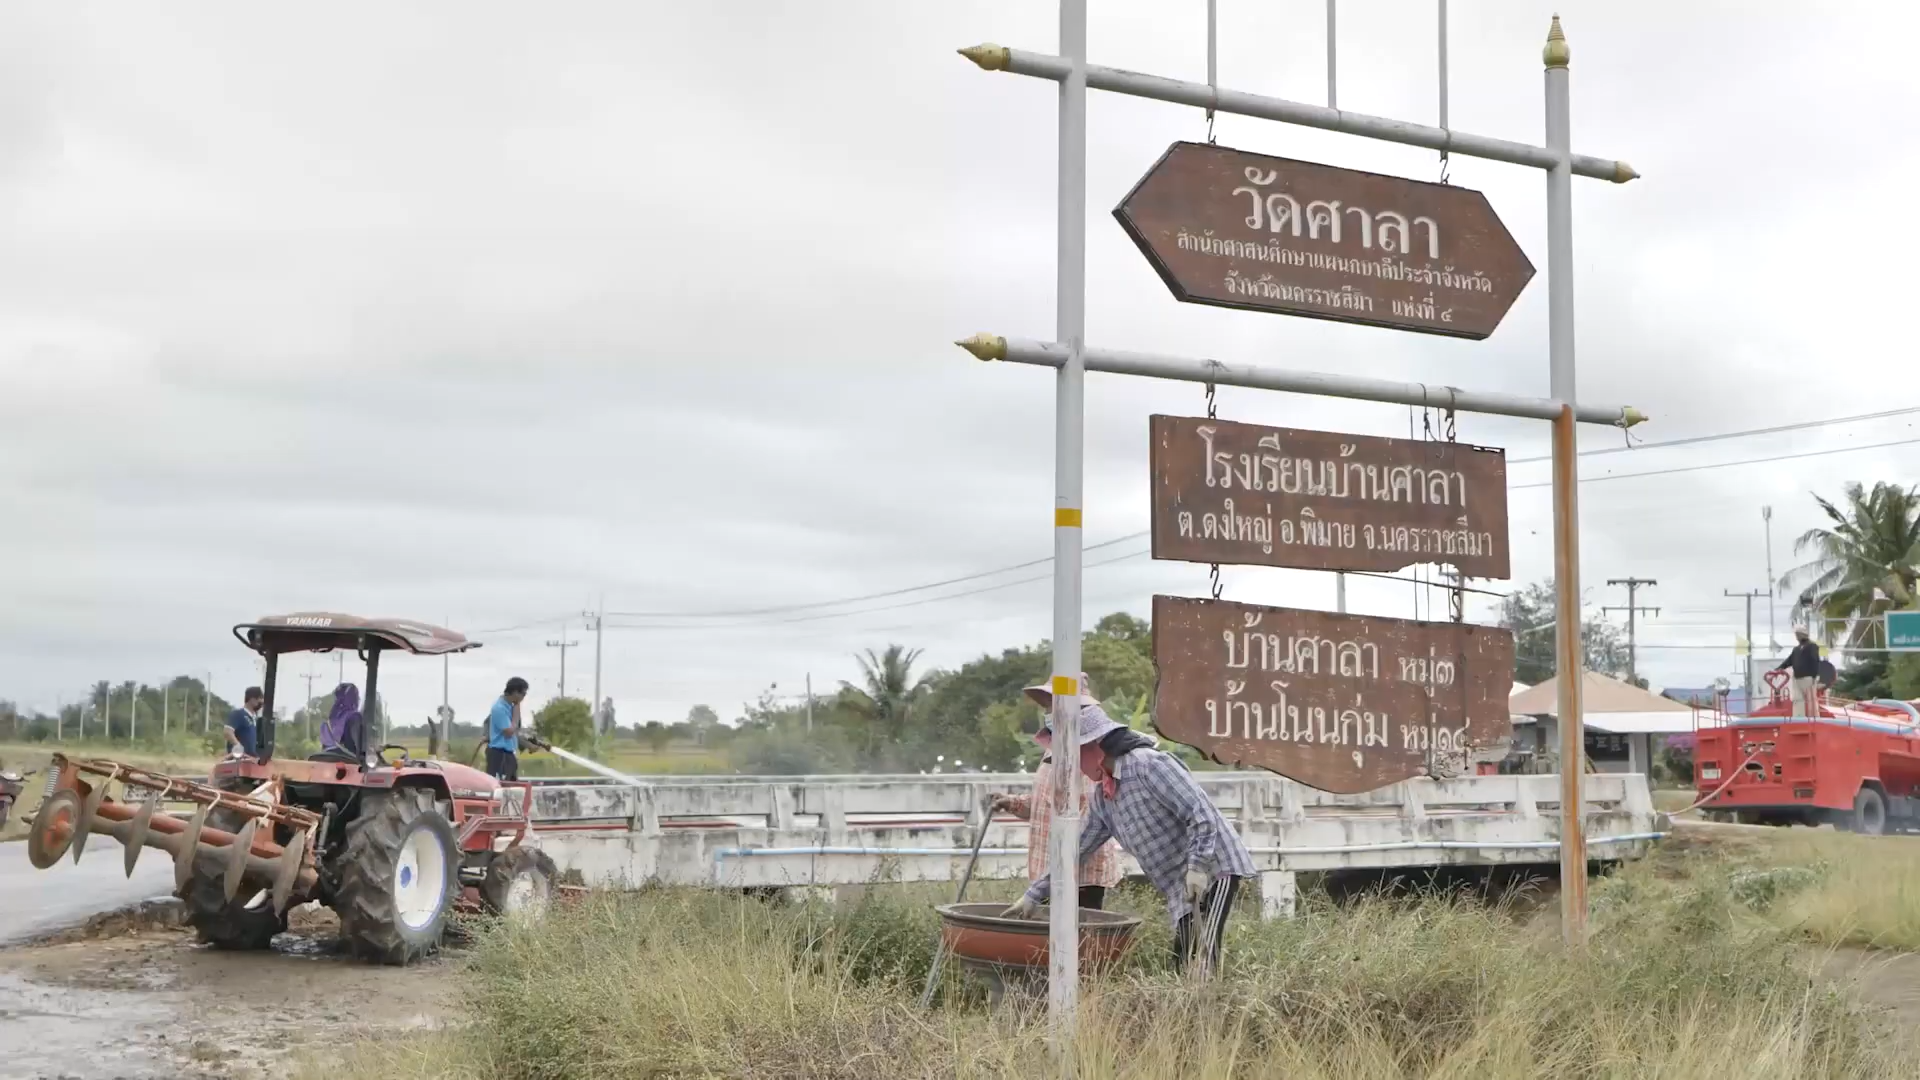 วัดศาลา
สำนักศาสนศึกษาแผนกบาลีประจำจังหวัด
จังหวัดนครราชสีมา แห่งที่ ๔
โรงเรียนบ้านศาลา
ต.ดงใหญ่ อ.พิมาย จ.นครราชสีมา
บ้านศาลา หมู่๓
บ้านโนนกุ่ม หมู่๑๔
YANMAR